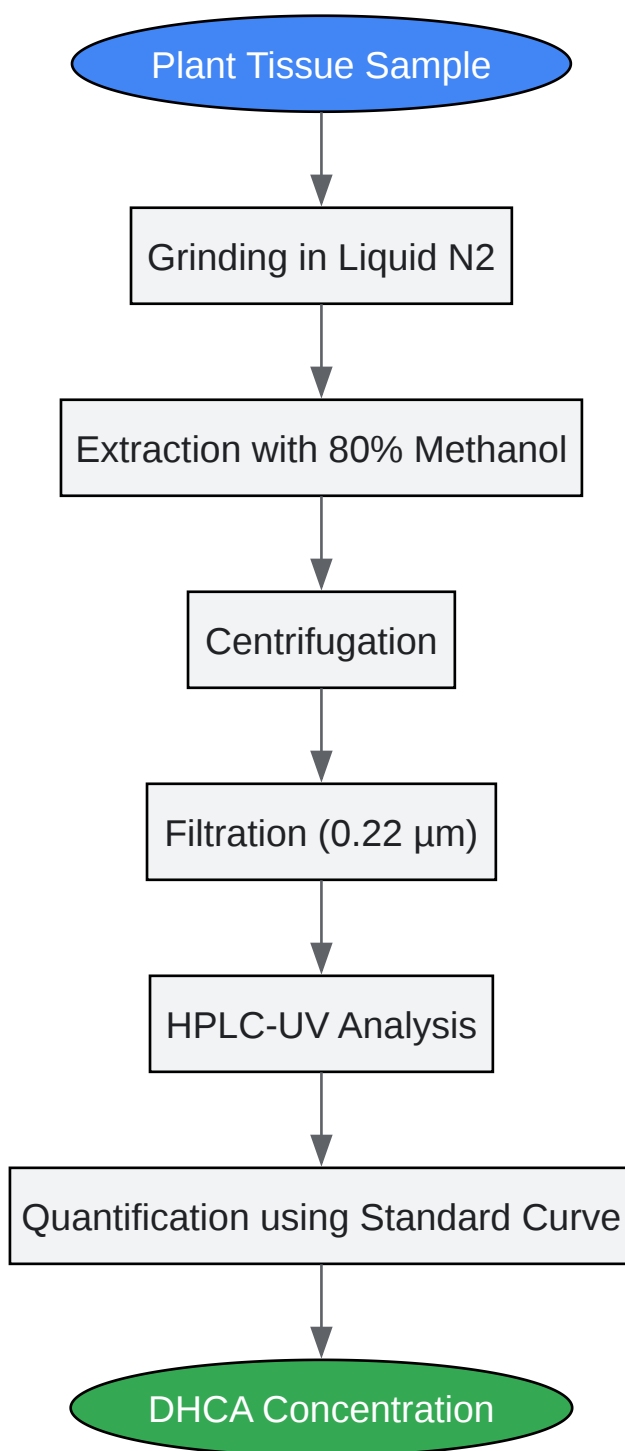 Plant Tissue Sample
Grinding in Liquid N2
Extraction with 80% Methanol
Centrifugation
Filtration (0.22 µm)
HPLC-UV Analysis
Quantification using Standard Curve
DHCA Concentration